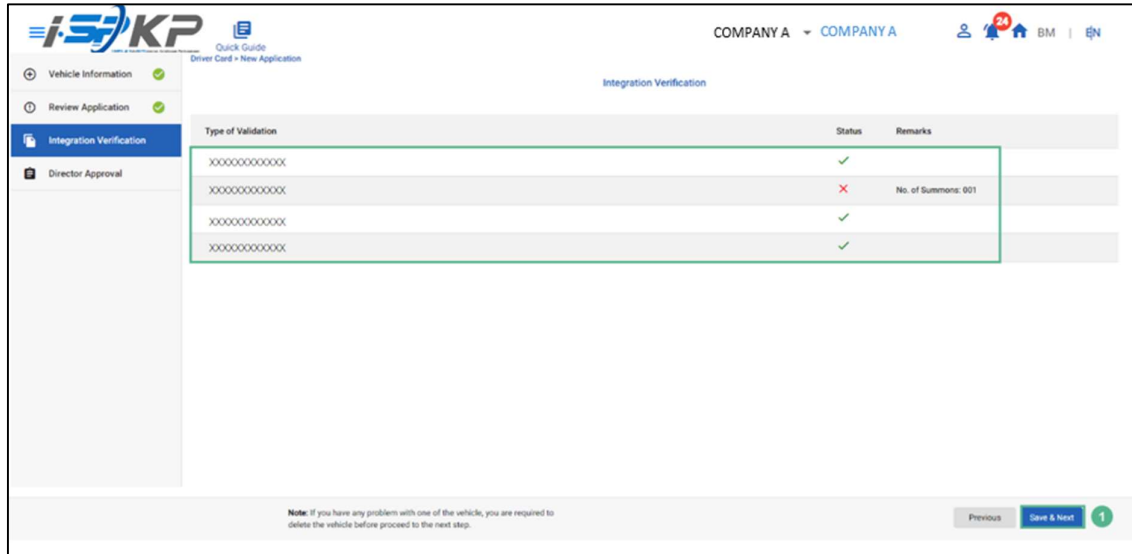 i-SPKP
Quick Guide
COMPANY A COMPANY A
24
BM | EN
Driver Card > New Application
Vehicle Information
Review Application
Integration Verification
Director Approval
Integration Verification
Type of Validation Status Remarks
XXXXXXXXXXXX
XXXXXXXXXXXX No. of Summons: 001
XXXXXXXXXXXX
XXXXXXXXXXXX
Note: If you have any problem with one of the vehicle, you are required to
delete the vehicle before proceed to the next step.
Previous Save & Next 1